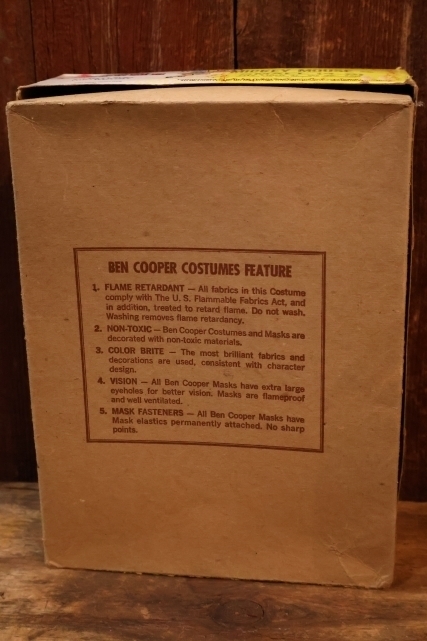 BEN COOPER COSTUMES FEATURE
1. FLAME RETARDANT — All fabrics in this Costume
comply with The U. S. Flammable Fabrics Act, and
in addition, treated to retard flame. Do not wash.
Washing removes flame retardancy.
2. NON-TOXIC — Ben Cooper Costumes and Masks are
decorated with non-toxic materials.
3. COLOR BRITE — The most brilliant fabrics and
decorations are used, consistent with character
design.
4. VISION — All Ben Cooper Masks have extra large
eyeholes for better vision. Masks are flameproof
and well ventilated.
5. MASK FASTENERS — All Ben Cooper Masks have
Mask elastics permanently attached. No sharp
points.